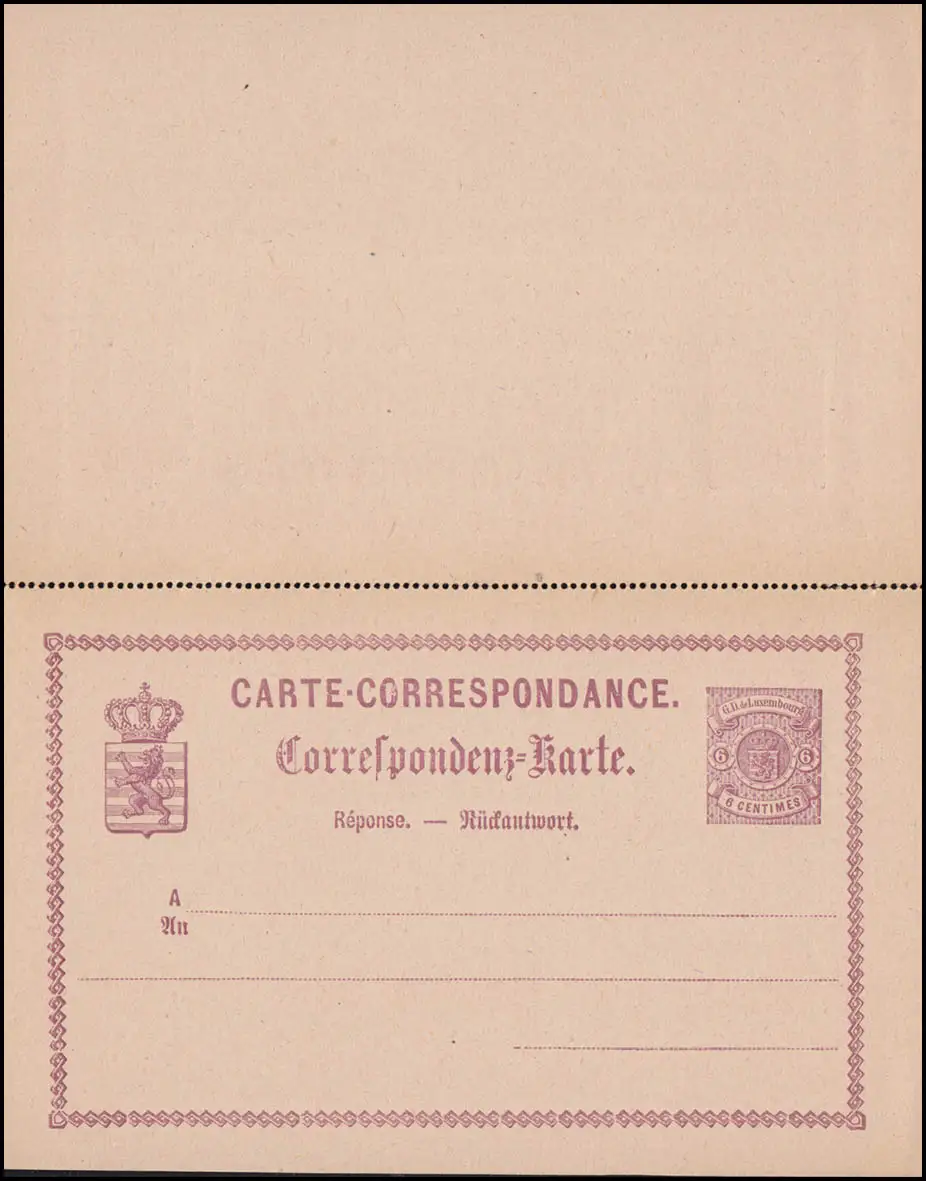 CARTE-CORRESPONDANCE.
Correſpondenz-Karte.
Réponse. — Rückantwort.
G.D. de Luxembourg
6 6
6 CENTIMES
A
An